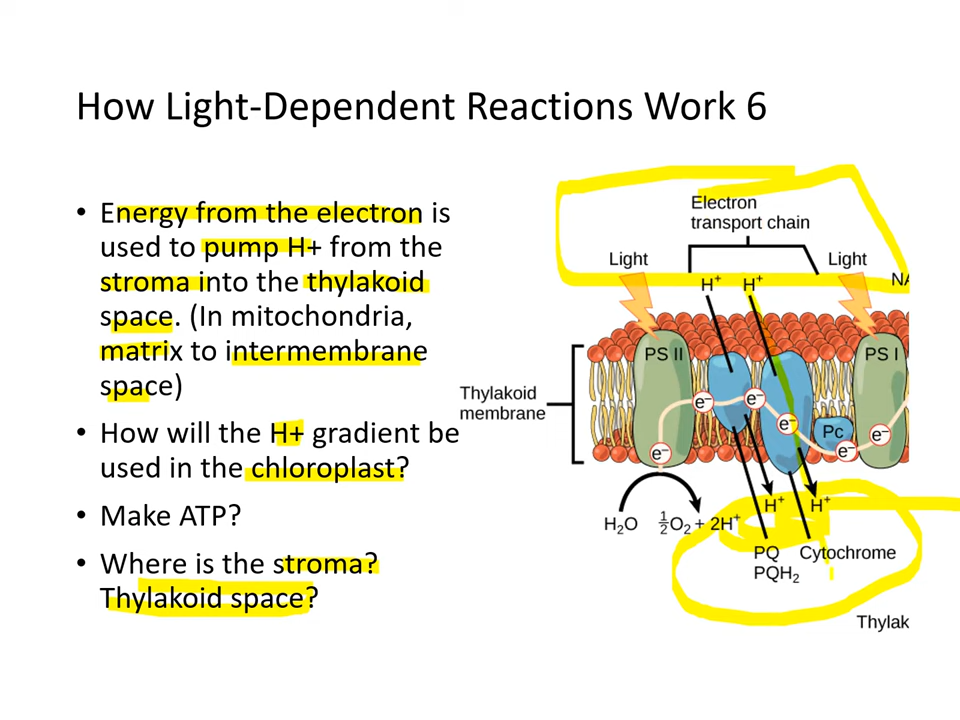 How Light-Dependent Reactions Work 6
• Energy from the electron is
used to pump H+ from the
stroma into the thylakoid
space. (In mitochondria,
matrix to intermembrane
space)
• How will the H+ gradient be
used in the chloroplast?
• Make ATP?
• Where is the stroma?
Thylakoid space?
Electron
transport chain
Light
Light
H⁺
H⁺
NA
PS II
PS I
Thylakoid
membrane
e⁻
e⁻
e⁻
Pc
e⁻
e⁻
e⁻
H₂O
½O₂ + 2H⁺
H⁺
H⁺
PQ
PQH₂
Cytochrome
Thylak